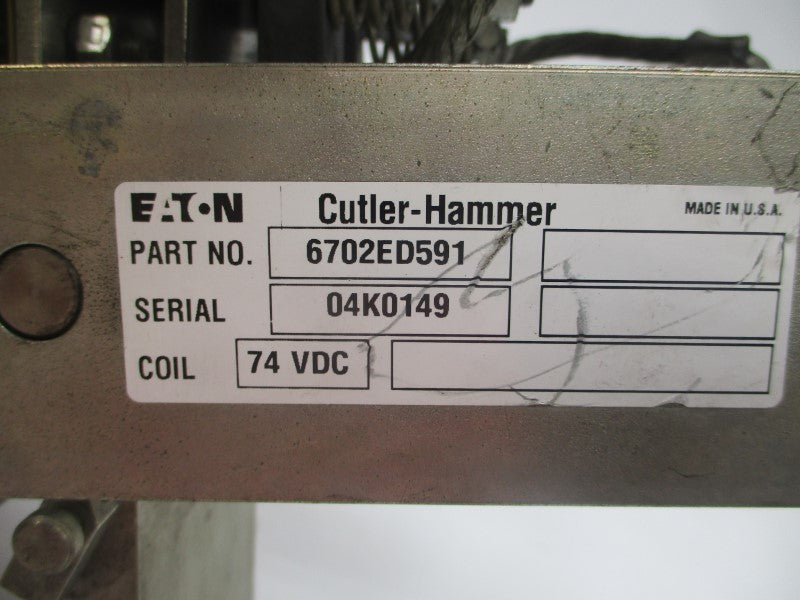 EATON Cutler-Hammer MADE IN U.S.A.
PART NO. 6702ED591
SERIAL 04K0149
COIL 74 VDC